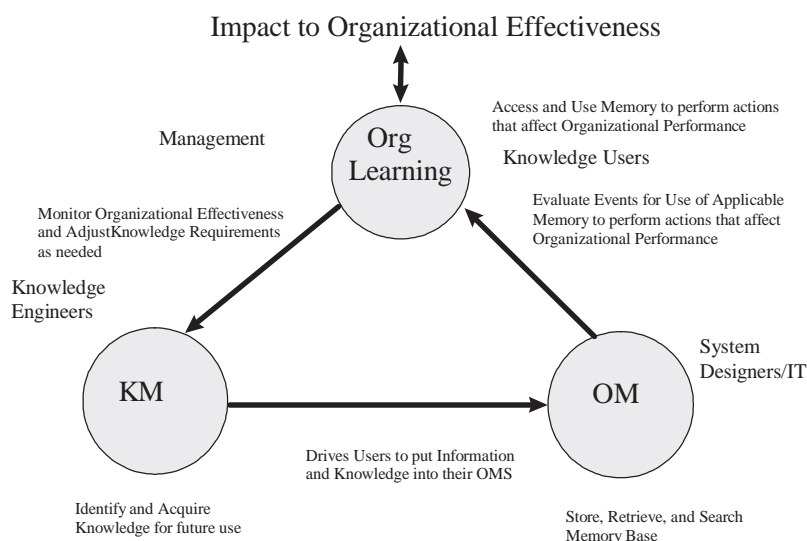 Impact to Organizational Effectiveness
Access and Use Memory to perform actions
that affect Organizational Performance
Management
Org
Learning
Knowledge Users
Evaluate Events for Use of Applicable
Memory to perform actions that affect
Organizational Performance
Monitor Organizational Effectiveness
and AdjustKnowledge Requirements
as needed
Knowledge
Engineers
System
Designers/IT
KM
OM
Drives Users to put Information
and Knowledge into their OMS
Identify and Acquire
Knowledge for future use
Store, Retrieve, and Search
Memory Base